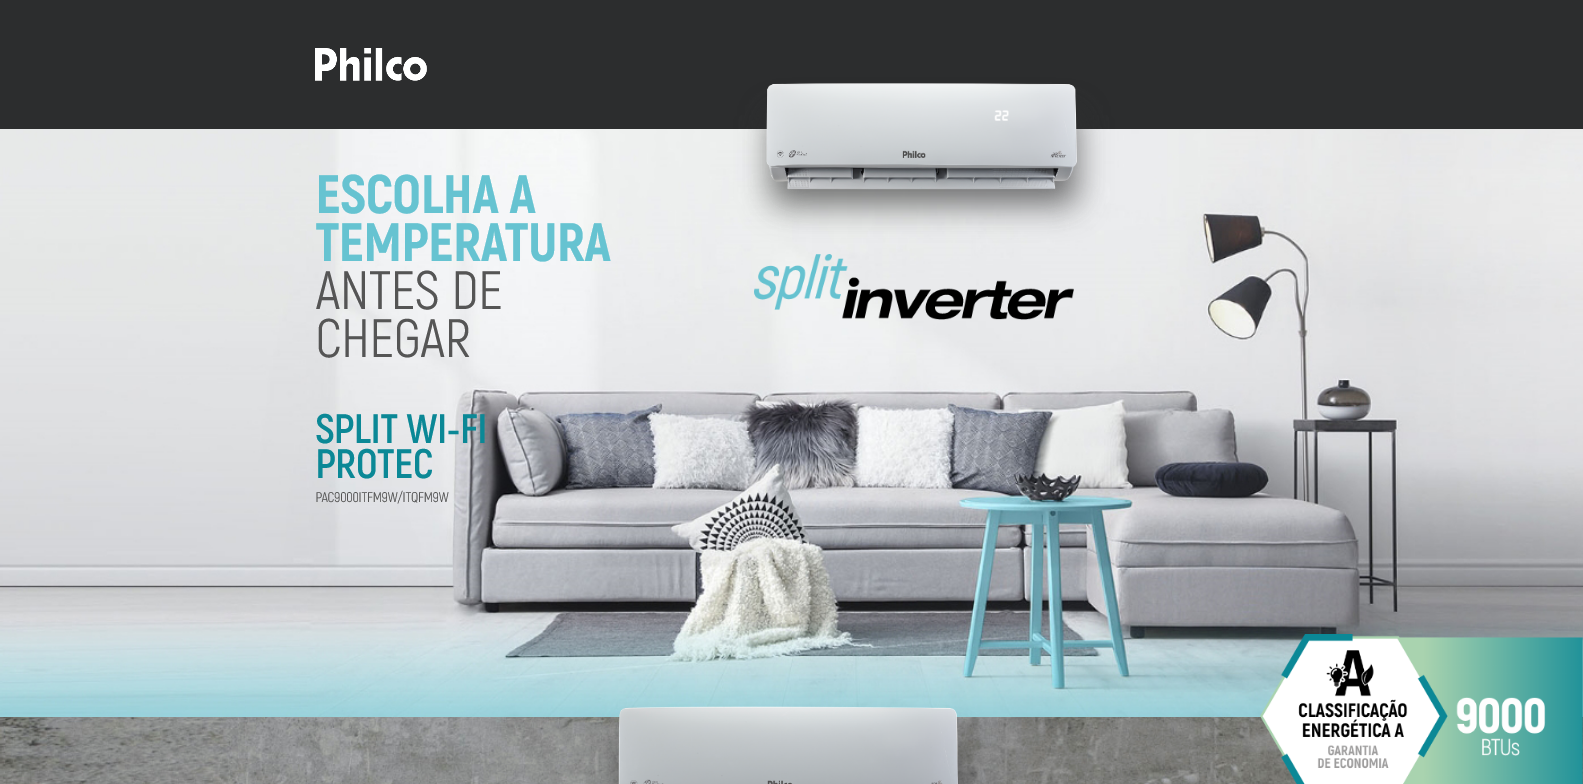 Philco
22
Philco
ESCOLHA A
TEMPERATURA
ANTES DE
CHEGAR
split inverter
SPLIT WI-FI
PROTEC
PAC9000ITFM9W/ITQFM9W
A
CLASSIFICAÇÃO
ENERGÉTICA A
GARANTIA
DE ECONOMIA
9000
BTUs